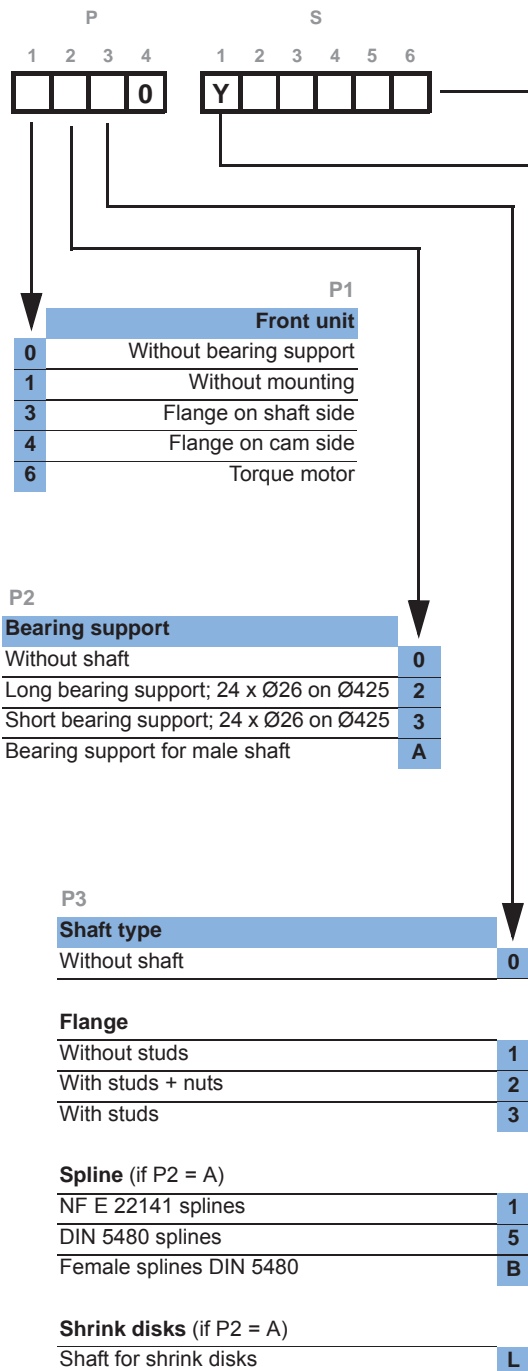 P S
1 2 3 4 1 2 3 4 5 6
0 Y
P1
Front unit
0 Without bearing support
1 Without mounting
3 Flange on shaft side
4 Flange on cam side
6 Torque motor
P2
Bearing support
Without shaft 0
Long bearing support; 24 x Ø26 on Ø425 2
Short bearing support; 24 x Ø26 on Ø425 3
Bearing support for male shaft A
P3
Shaft type
Without shaft 0
Flange
Without studs 1
With studs + nuts 2
With studs 3
Spline (if P2 = A)
NF E 22141 splines 1
DIN 5480 splines 5
Female splines DIN 5480 B
Shrink disks (if P2 = A)
Shaft for shrink disks L